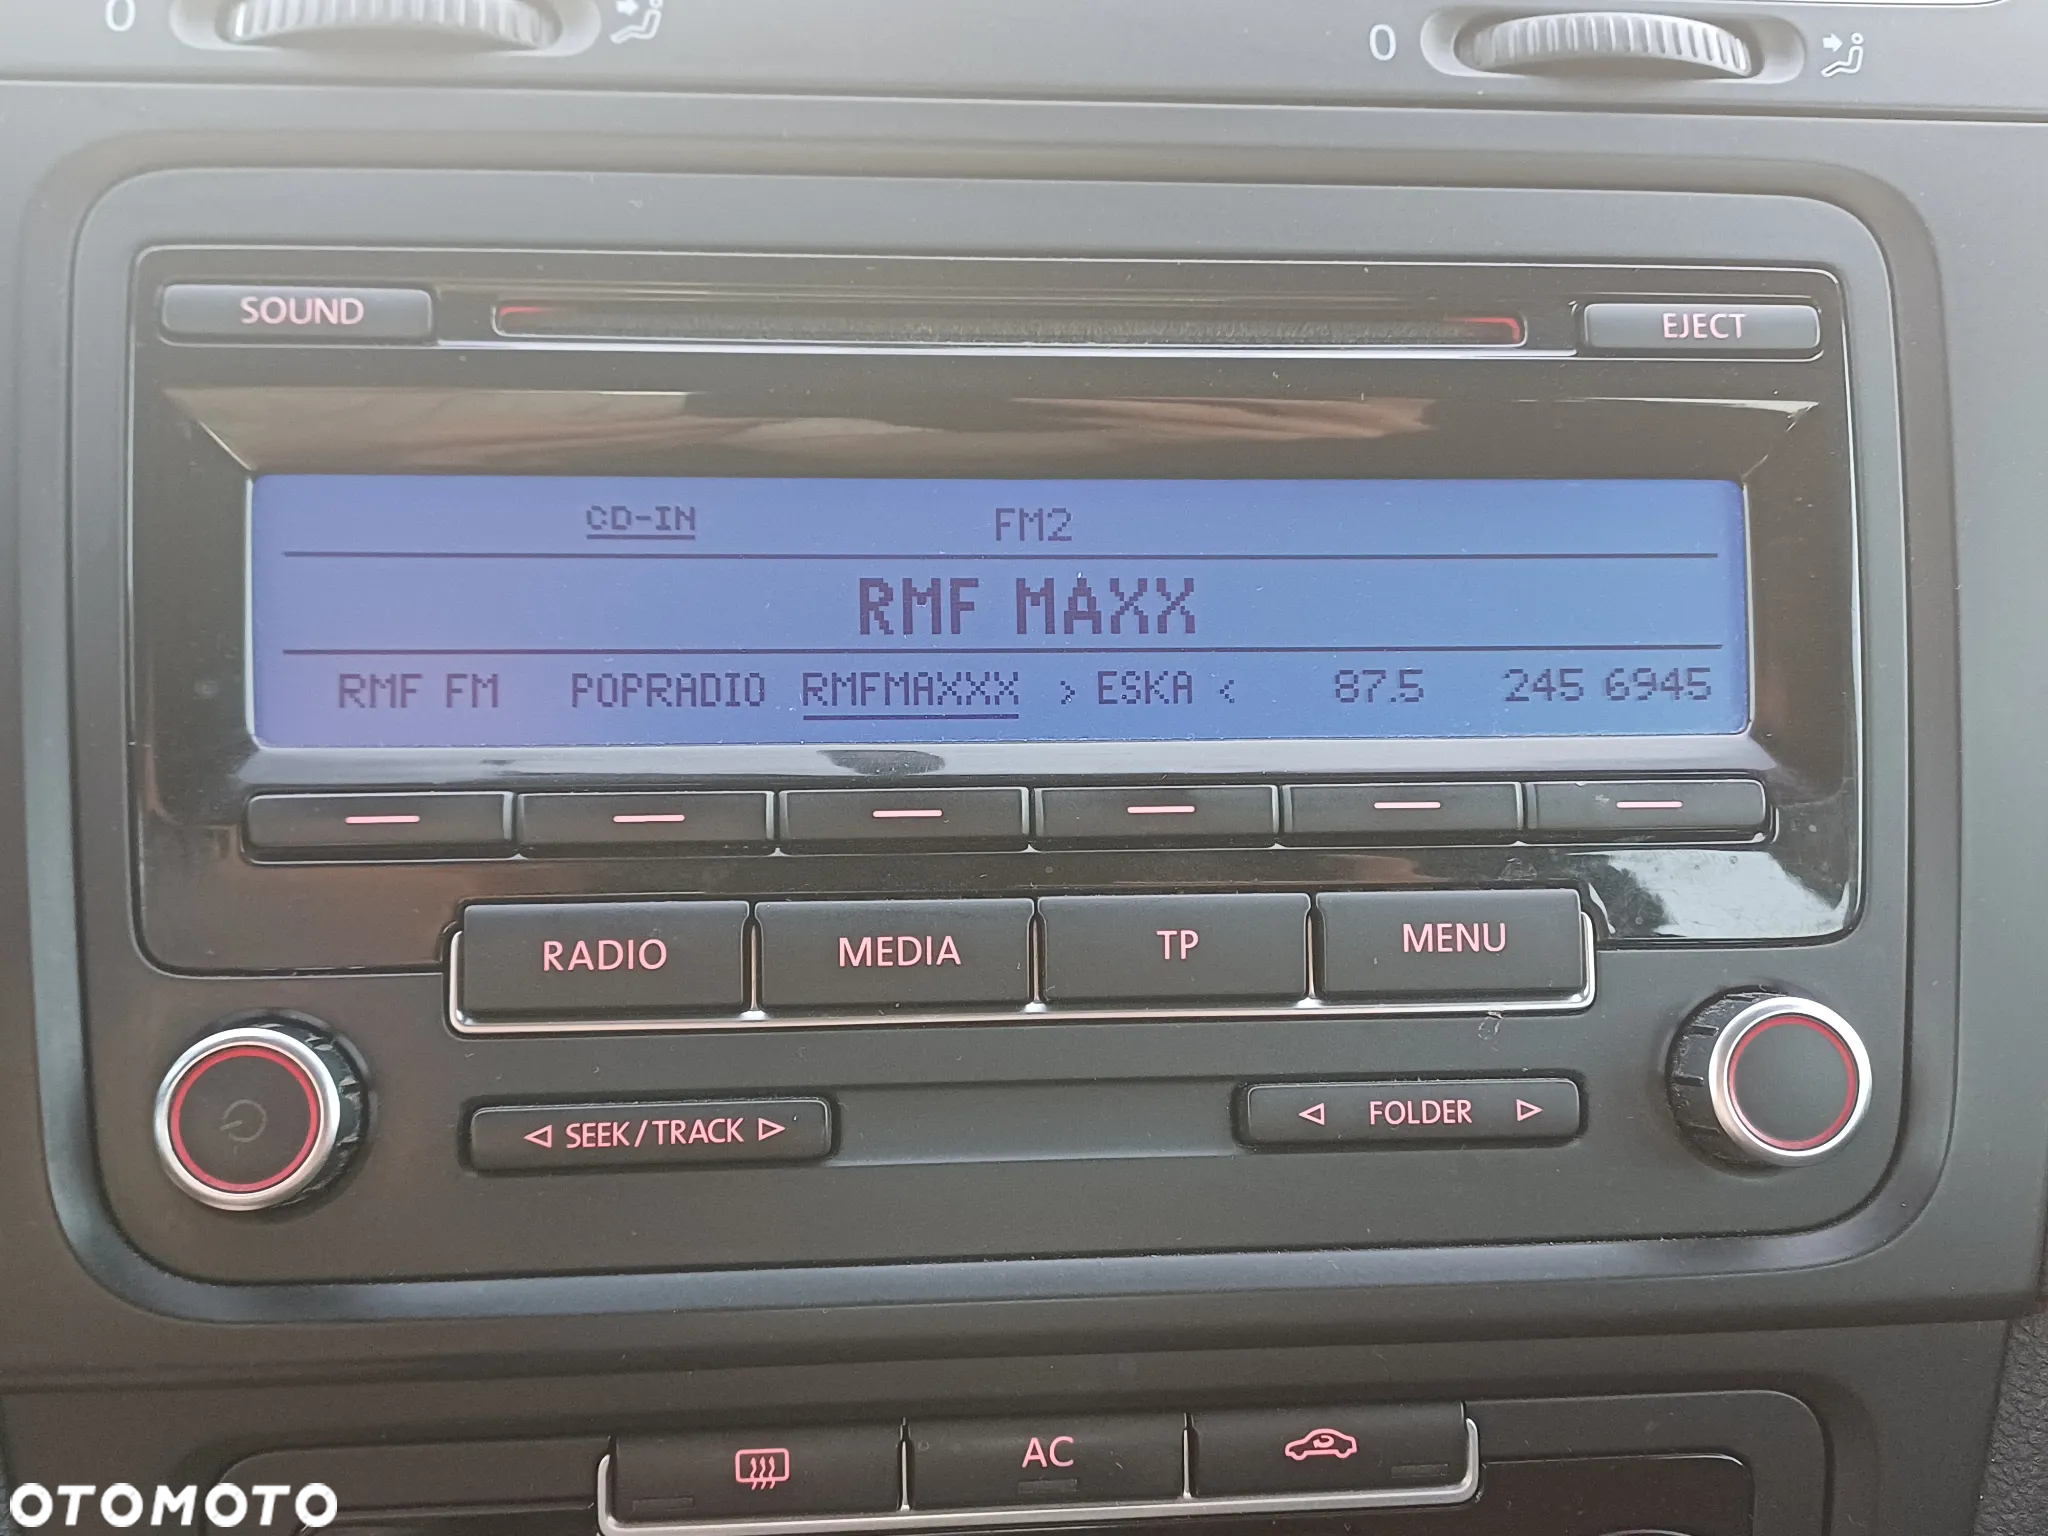 0
0
SOUND
EJECT
CD-IN FM2
RMF MAXX
RMF FM POPRADIO RMFMAXXX > ESKA < 87.5 245 6945
RADIO MEDIA TP MENU
SEEK/TRACK
FOLDER
AC
OTOMOTO